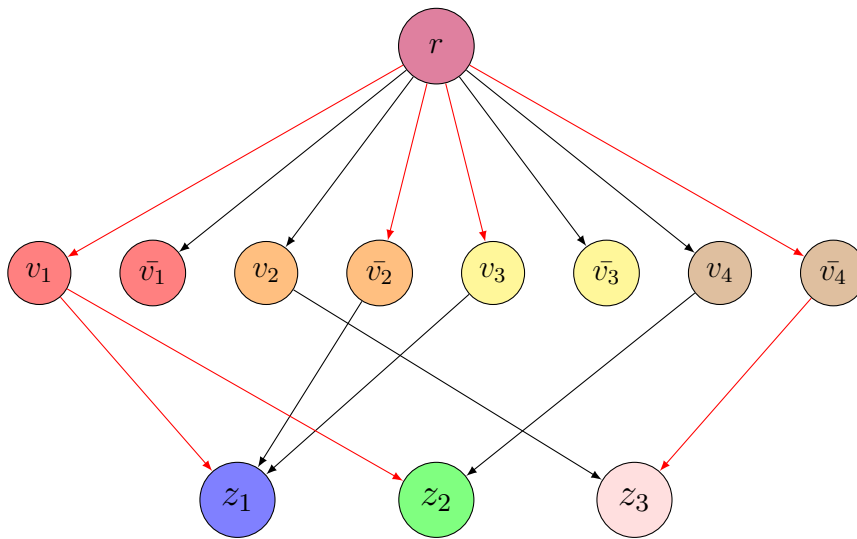 r
v₁ v̄₁ v₂ v̄₂ v₃ v̄₃ v₄ v̄₄
z₁ z₂ z₃